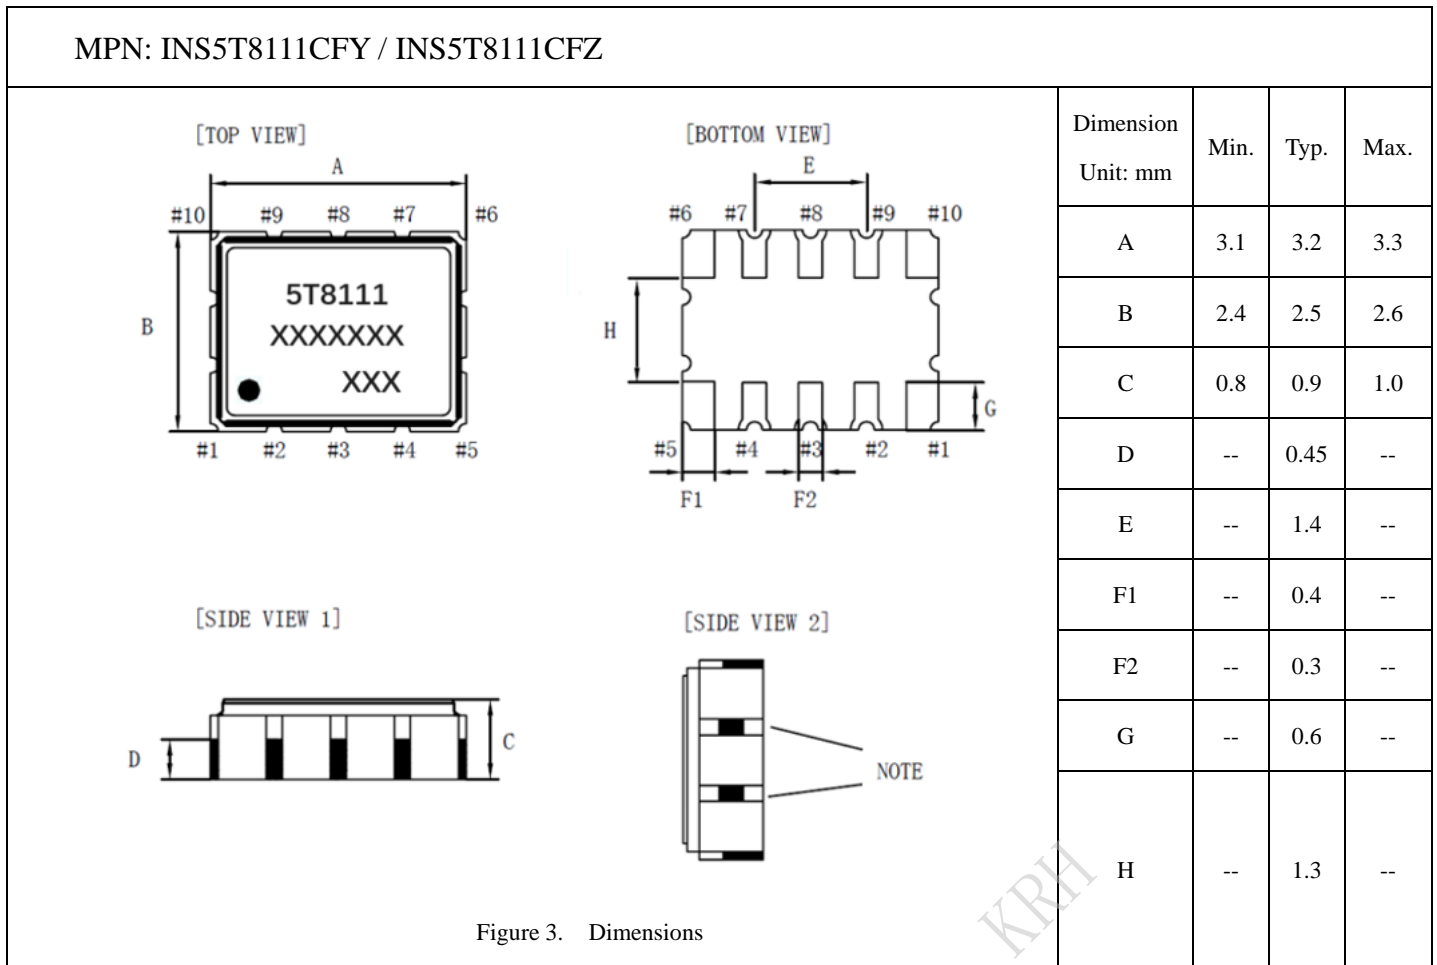 MPN: INS5T8111CFY / INS5T8111CFZ
[TOP VIEW]
A
#10 #9 #8 #7 #6
B
5T8111
XXXXXXX
XXX
#1 #2 #3 #4 #5
[BOTTOM VIEW]
E
#6 #7 #8 #9 #10
H
G
#5 #4 #3 #2 #1
F1 F2
[SIDE VIEW 1]
D
C
[SIDE VIEW 2]
NOTE
Figure 3. Dimensions
Dimension Unit: mm Min. Typ. Max.
A 3.1 3.2 3.3
B 2.4 2.5 2.6
C 0.8 0.9 1.0
D -- 0.45 --
E -- 1.4 --
F1 -- 0.4 --
F2 -- 0.3 --
G -- 0.6 --
H -- 1.3 --
KRH